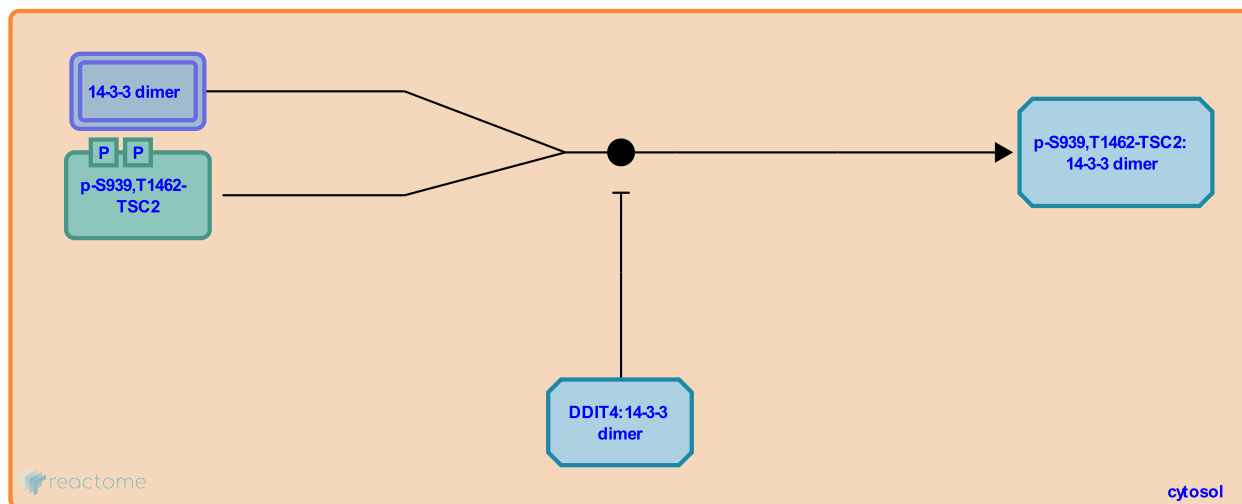 14-3-3 dimer
P P
p-S939,T1462-
TSC2
p-S939,T1462-TSC2:
14-3-3 dimer
DDIT4:14-3-3
dimer
reactome
cytosol